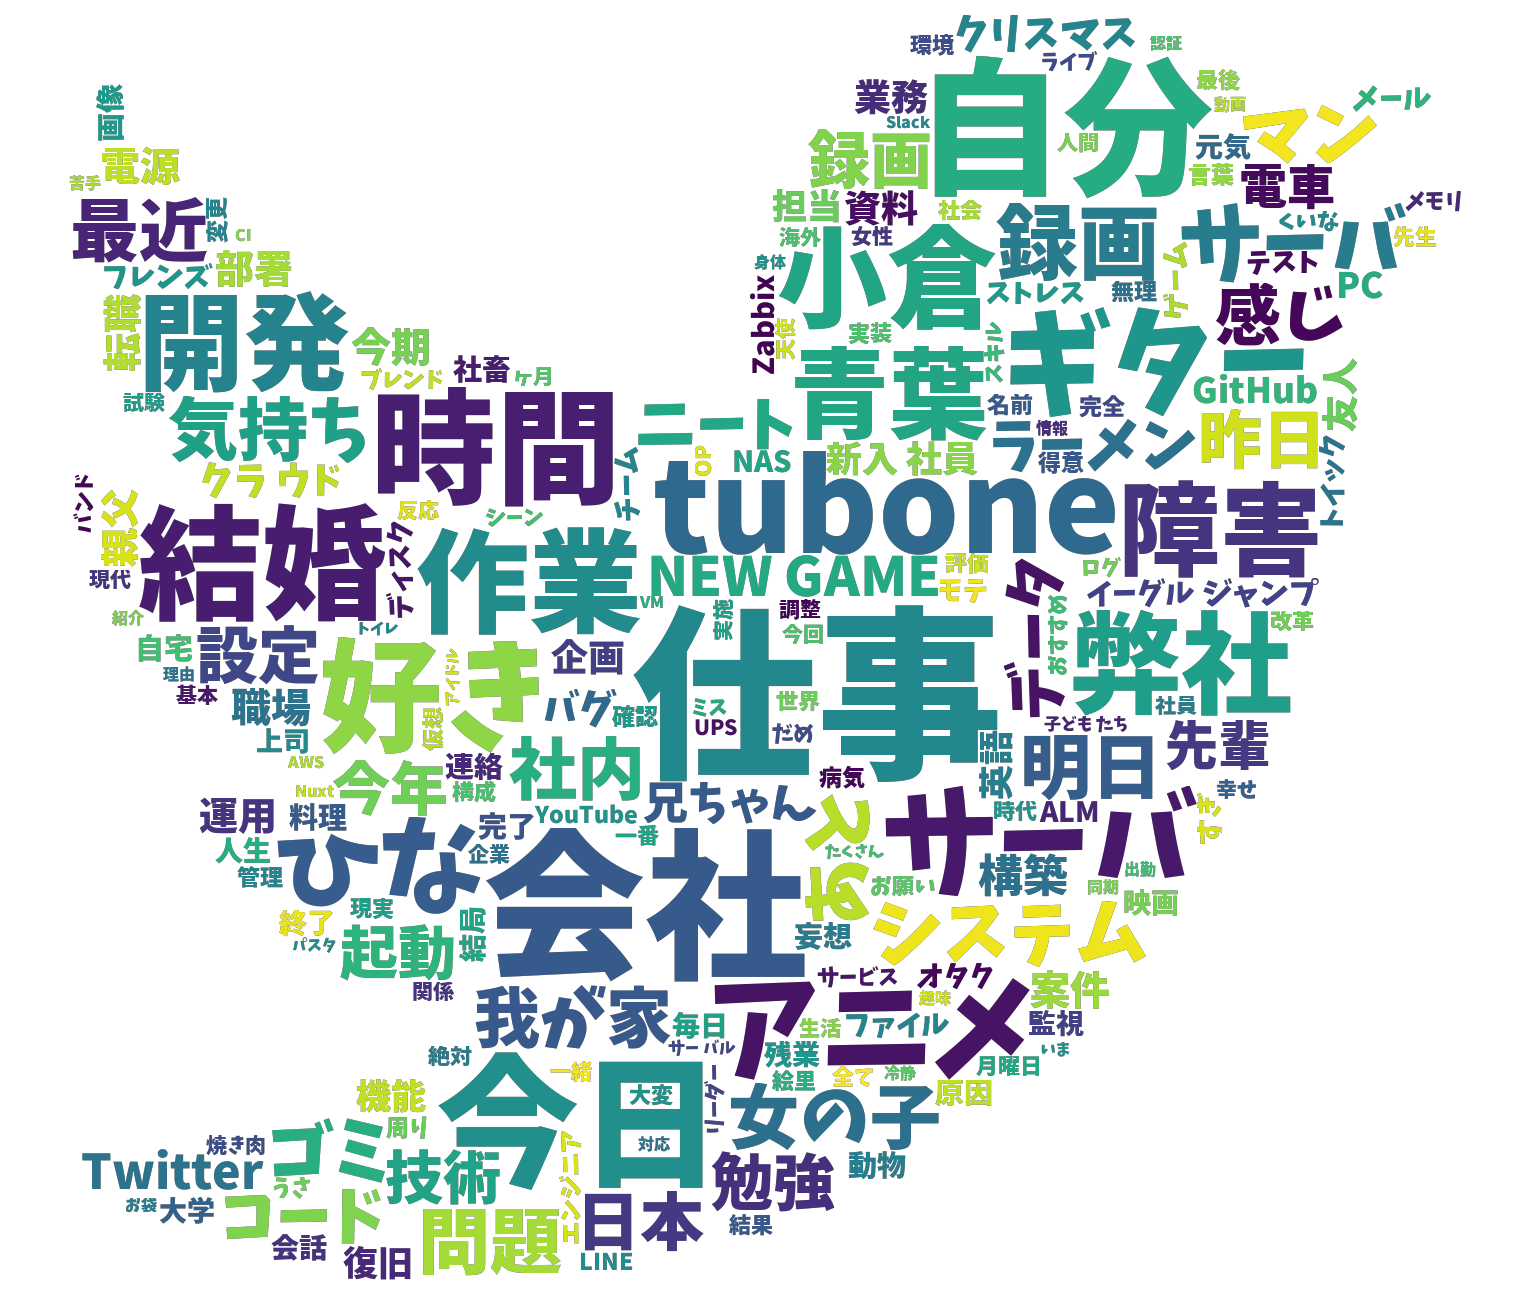 クリスマス
認証
環境
ライブ
自分
最後
業務
動画
メール
マン
Slack
録画
人間
元気
言葉
電車
画像
電源
苦手
担当
資料
社会
録画
サーバ
くいな
メモリ
先生
最近
変更
CI
海外
女性
小倉
ゲーム
テスト
身体
フレンズ
部署
Zabbix
ストレス
無理
感じ
PC
転職
開発
今期
天使
実装
スキル
ギター
社畜
ケ月
ブレンド
青葉
GitHub
友人
試験
気持ち
時間
ニート
名前
完全
ラーメン
情報
昨日
クラウド
OP
NAS
新入社員
得意
トイック
バンド
親父
反応
シーン
チーム
tubone
障害
結婚
ディスク
作業
NEW GAME
評価
モテ
ログ
データ
イーグルジャンプ
現代
紹介
トイレ
VM
実施
調整
今回
おすすめ
改革
自宅
設定
理由
基本
好き
アイドル
企画
仕事
弊社
職場
仮想
バグ
確認
ミス
UPS
世界
だめ
社員
子どもたち
上司
AWS
連絡
社内
英語
明日
先輩
Nuxt
今年
構成
病気
運用
料理
YouTube
兄ちゃん
とめ
サーバ
時代
ALM
幸せ
すぎ
人生
ひな
完了
企業
一番
会社
たくさん
管理
お願い
構築
同期
出勤
映画
終了
現実
結局
妄想
システム
パスタ
起動
関係
サービス
オタク
我が家
アニメ
趣味
案件
毎日
生活
ファイル
監視
絶対
サーバル
残業
月曜日
いま
今日
一緒
大変
リーダー
絵里
全て
冷静
原因
機能
女の子
周り
焼き肉
ゴミ
対応
Twitter
技術
エンジニア
動物
うさ
勉強
お袋
大学
コード
問題
日本
結果
会話
復旧
LINE